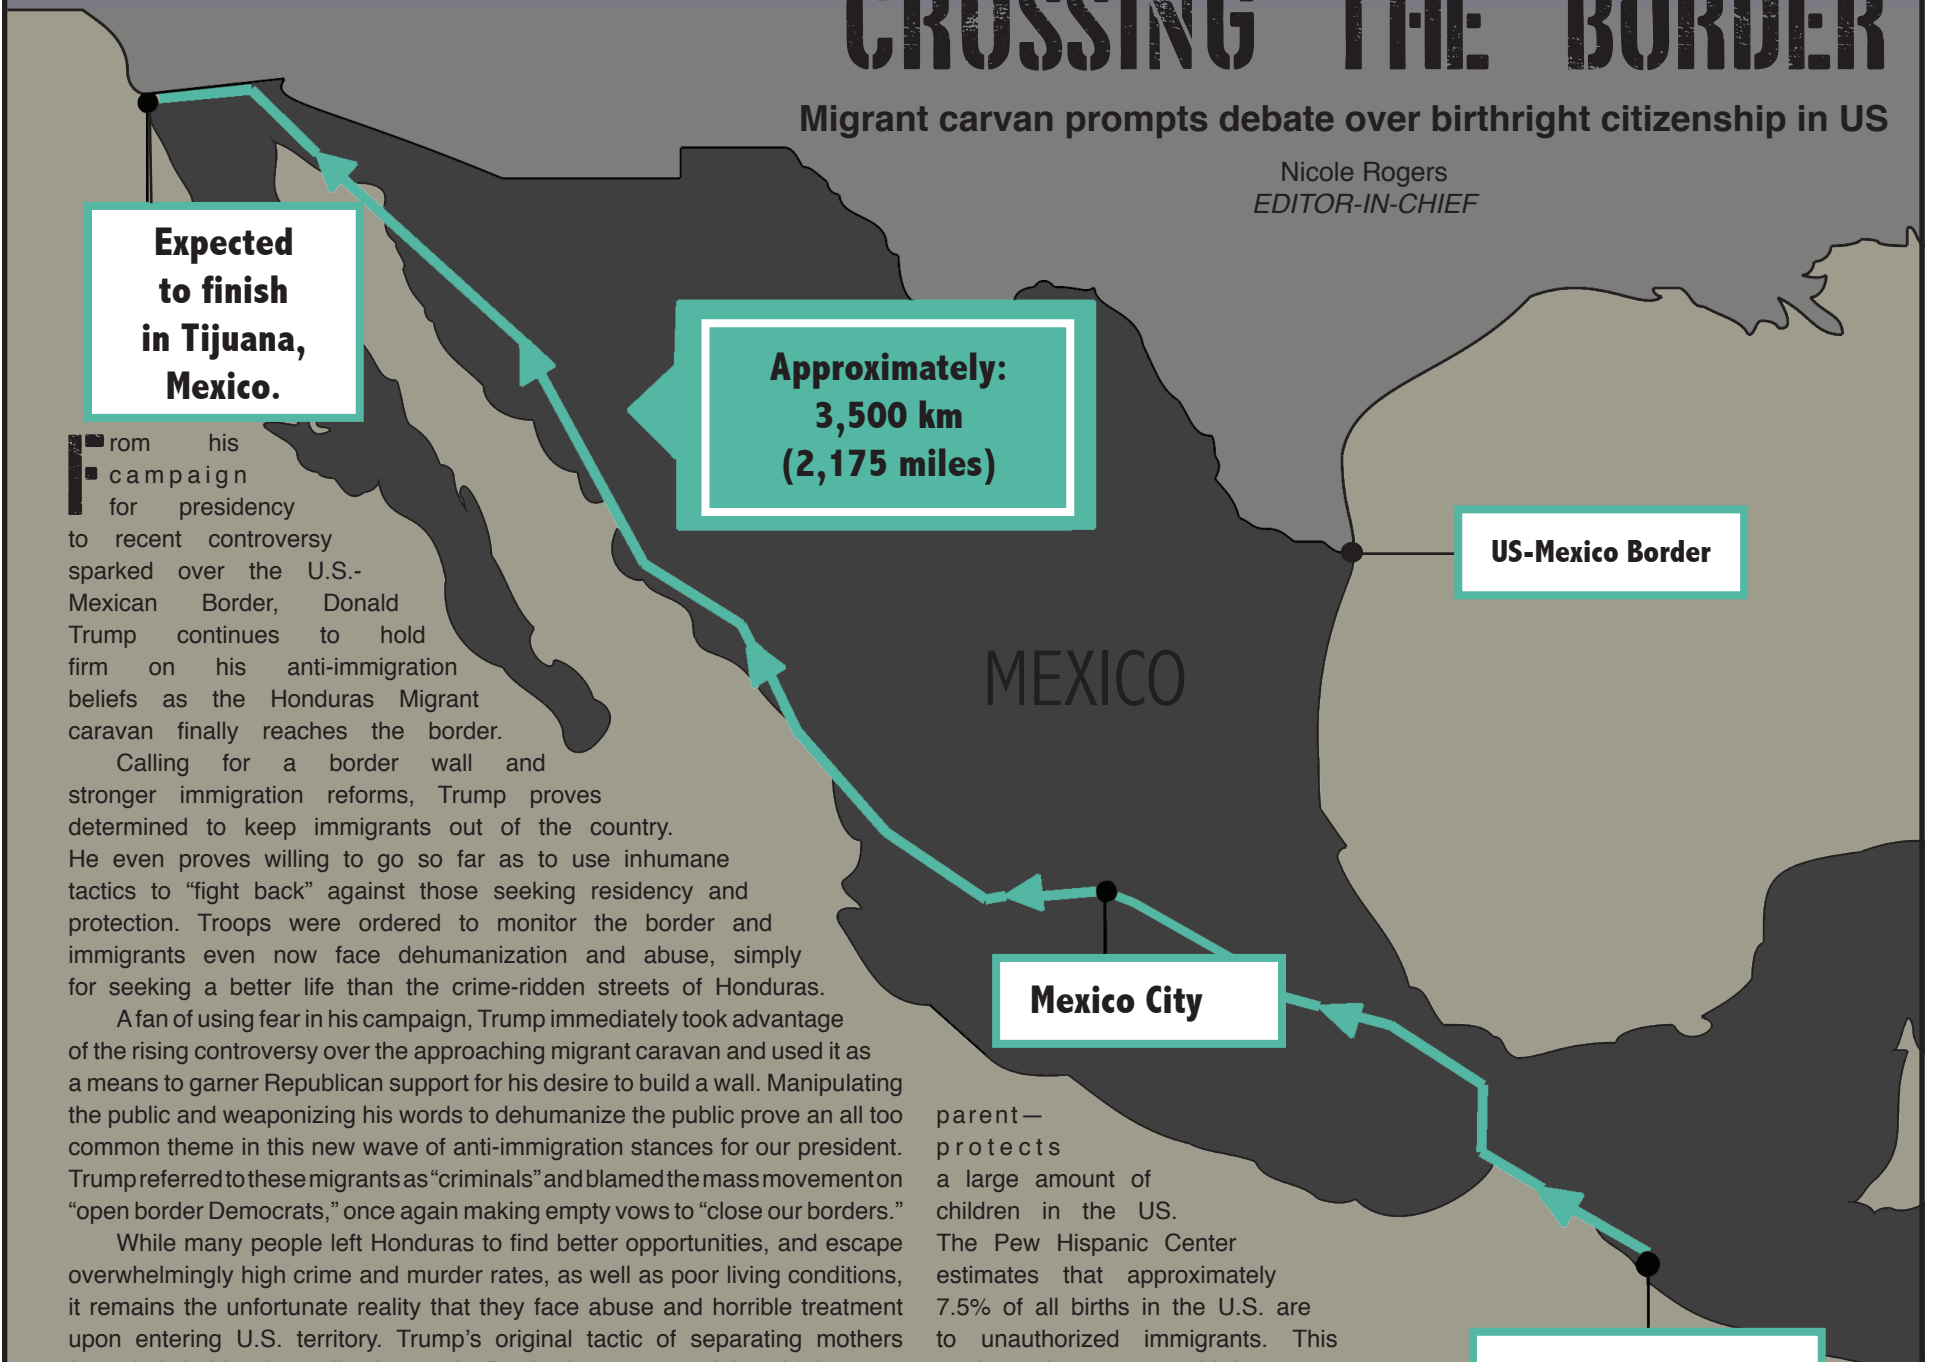 CROSSING THE BORDER
Migrant carvan prompts debate over birthright citizenship in US
Nicole Rogers
EDITOR-IN-CHIEF
Expected
to finish
in Tijuana,
Mexico.
Approximately:
3,500 km
(2,175 miles)
US-Mexico Border
MEXICO
Mexico City
From his
campaign
for presidency
to recent controversy
sparked over the U.S.-
Mexican Border, Donald
Trump continues to hold
firm on his anti-immigration
beliefs as the Honduras Migrant
caravan finally reaches the border.
Calling for a border wall and
stronger immigration reforms, Trump proves
determined to keep immigrants out of the country.
He even proves willing to go so far as to use inhumane
tactics to “fight back” against those seeking residency and
protection. Troops were ordered to monitor the border and
immigrants even now face dehumanization and abuse, simply
for seeking a better life than the crime-ridden streets of Honduras.
A fan of using fear in his campaign, Trump immediately took advantage
of the rising controversy over the approaching migrant caravan and used it as
a means to garner Republican support for his desire to build a wall. Manipulating
the public and weaponizing his words to dehumanize the public prove an all too
common theme in this new wave of anti-immigration stances for our president.
Trump referred to these migrants as “criminals” and blamed the mass movement on
“open border Democrats,” once again making empty vows to “close our borders.”
While many people left Honduras to find better opportunities, and escape
overwhelmingly high crime and murder rates, as well as poor living conditions,
it remains the unfortunate reality that they face abuse and horrible treatment
upon entering U.S. territory. Trump’s original tactic of separating mothers
parent—
protects
a large amount of
children in the US.
The Pew Hispanic Center
estimates that approximately
7.5% of all births in the U.S. are
to unauthorized immigrants. This